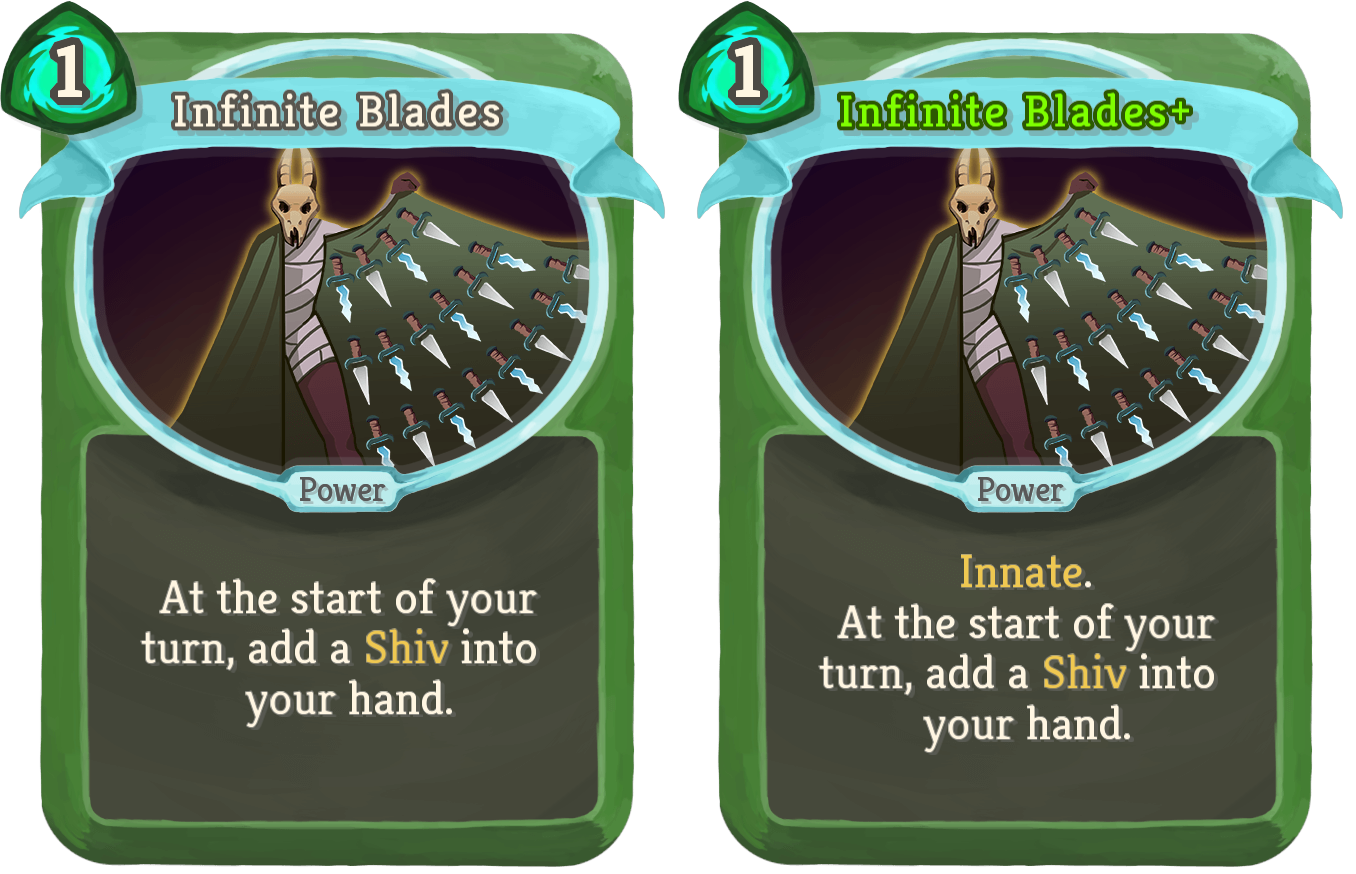 1
Infinite Blades
Power
At the start of your
turn, add a Shiv into
your hand.
1
Infinite Blades+
Power
Innate.
At the start of your
turn, add a Shiv into
your hand.